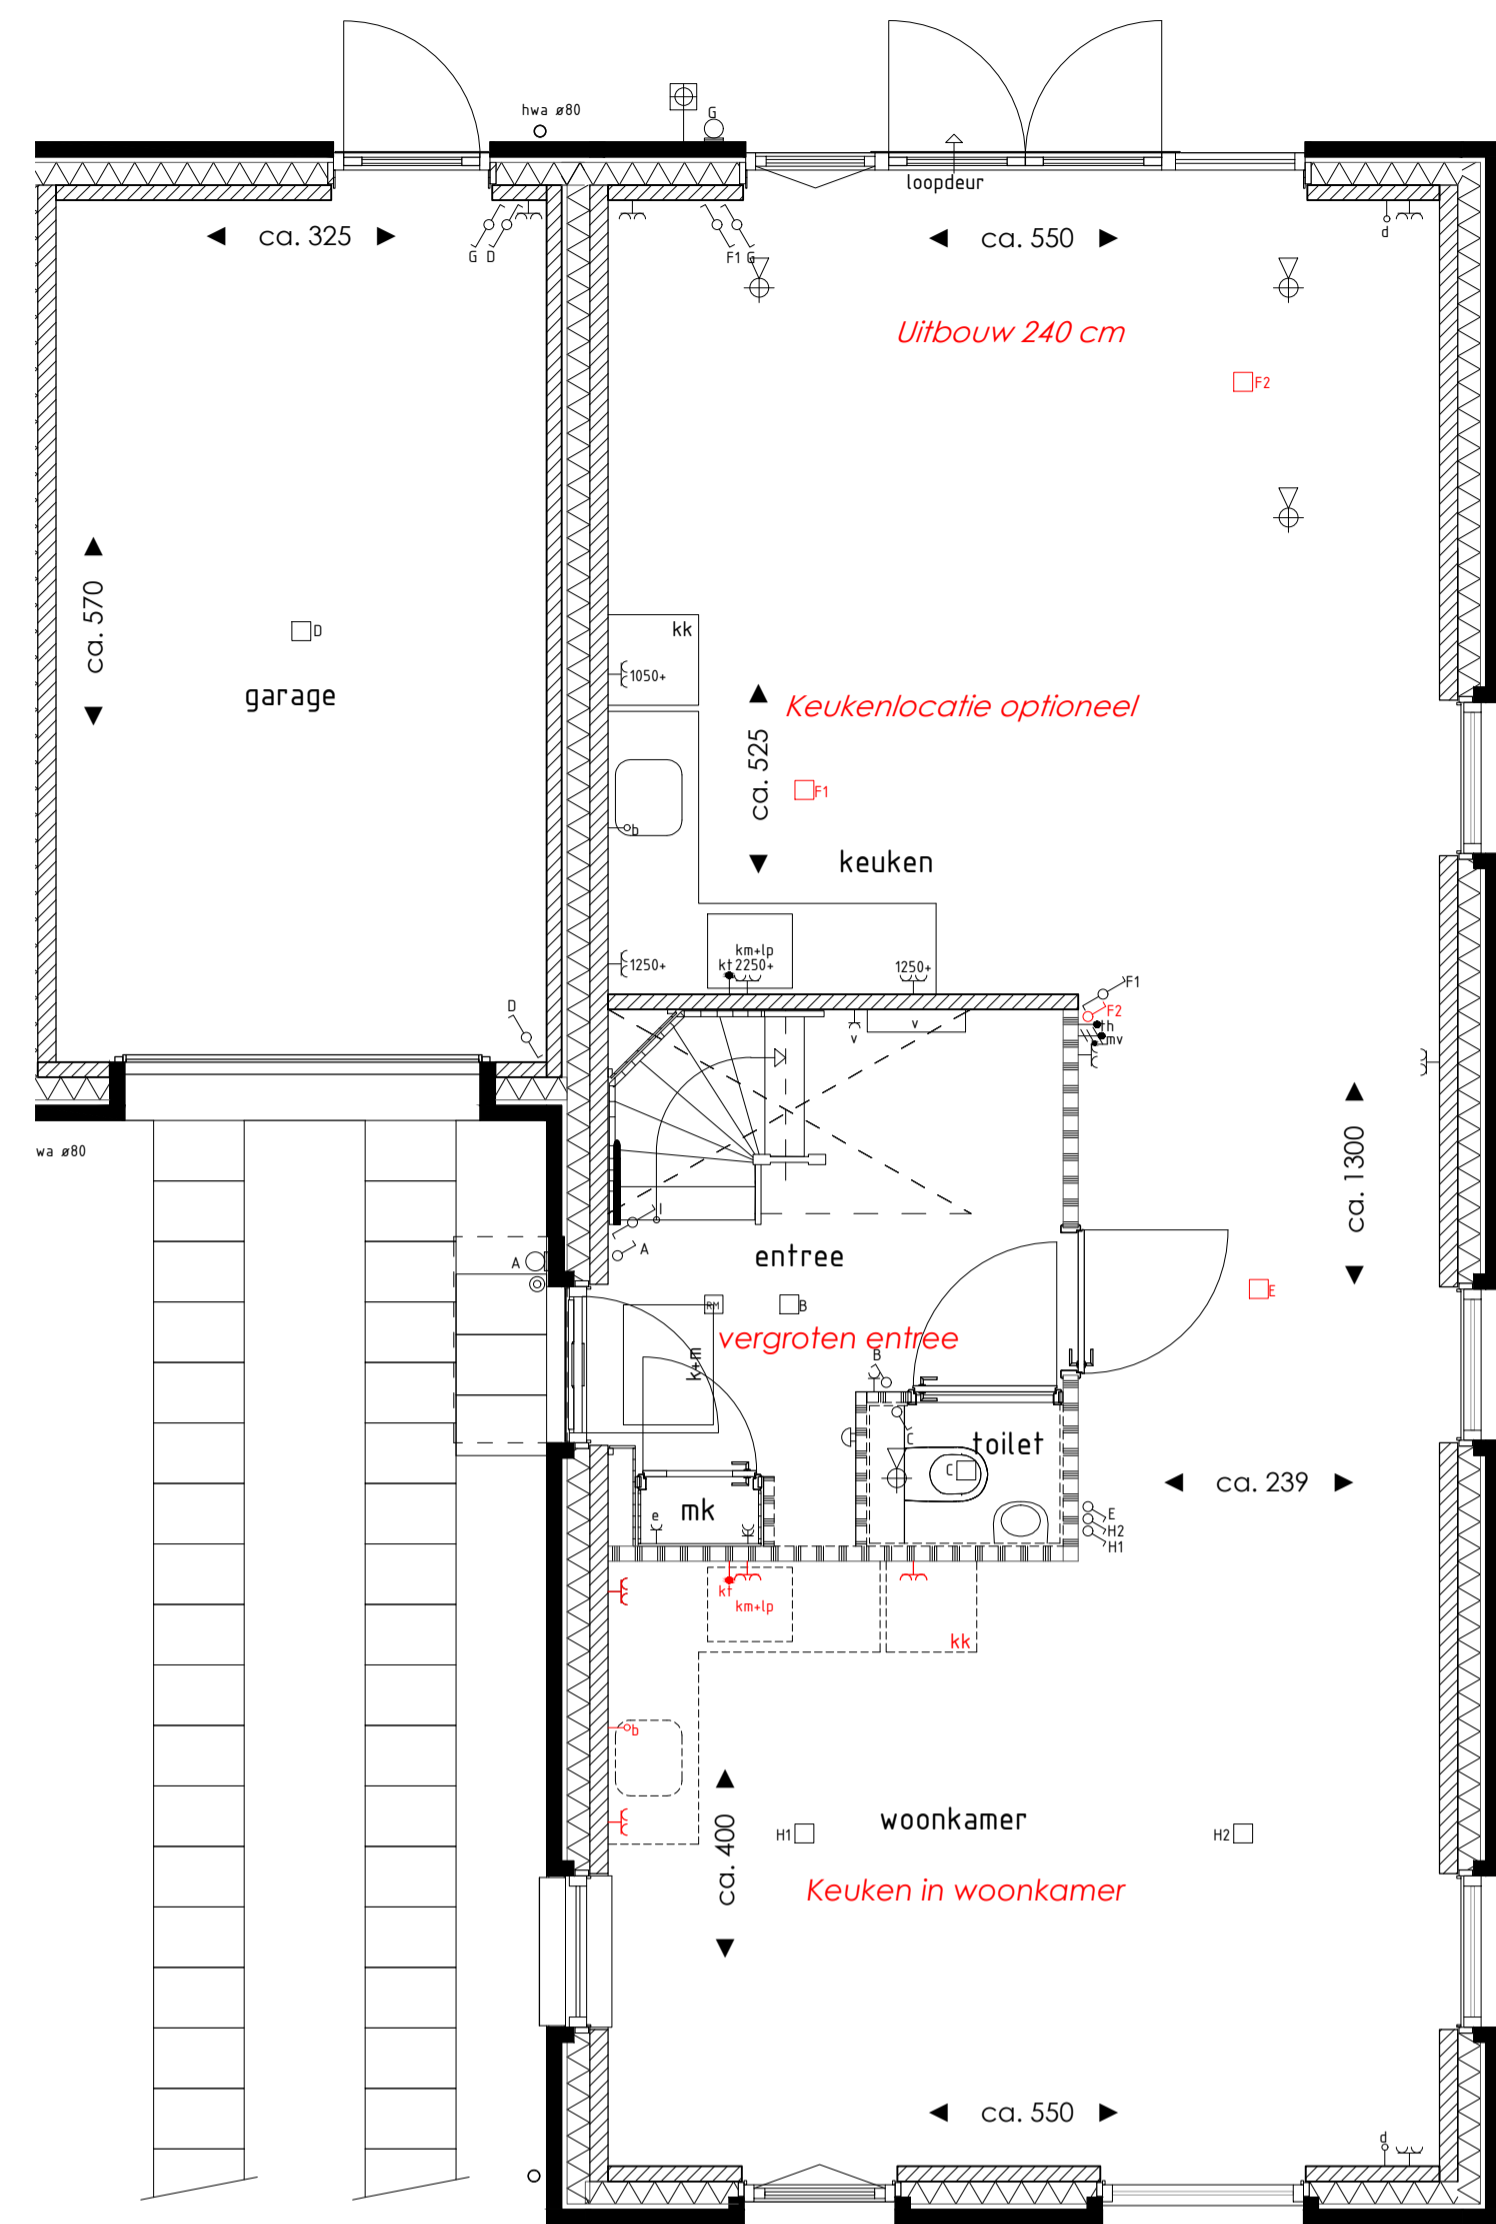 hwa ø80
G
loopdeur
ca. 325
G D
F1 G
ca. 550
d
Uitbouw 240 cm
F2
ca. 570
D
garage
kk
1050+
Keukenlocatie optioneel
ca. 525
F1
b
keuken
km+lp
1250+
kt 2250+
1250+
D
F1
F2
th
mv
v
v
wa ø80
ca. 1300
I
A
entree
A
E
RM
B
vergroten entree
k+m
B
C
toilet
C
ca. 239
mk
e
E
H2
H1
kt
km+lp
kk
b
woonkamer
H1
H2
ca. 400
Keuken in woonkamer
ca. 550
d